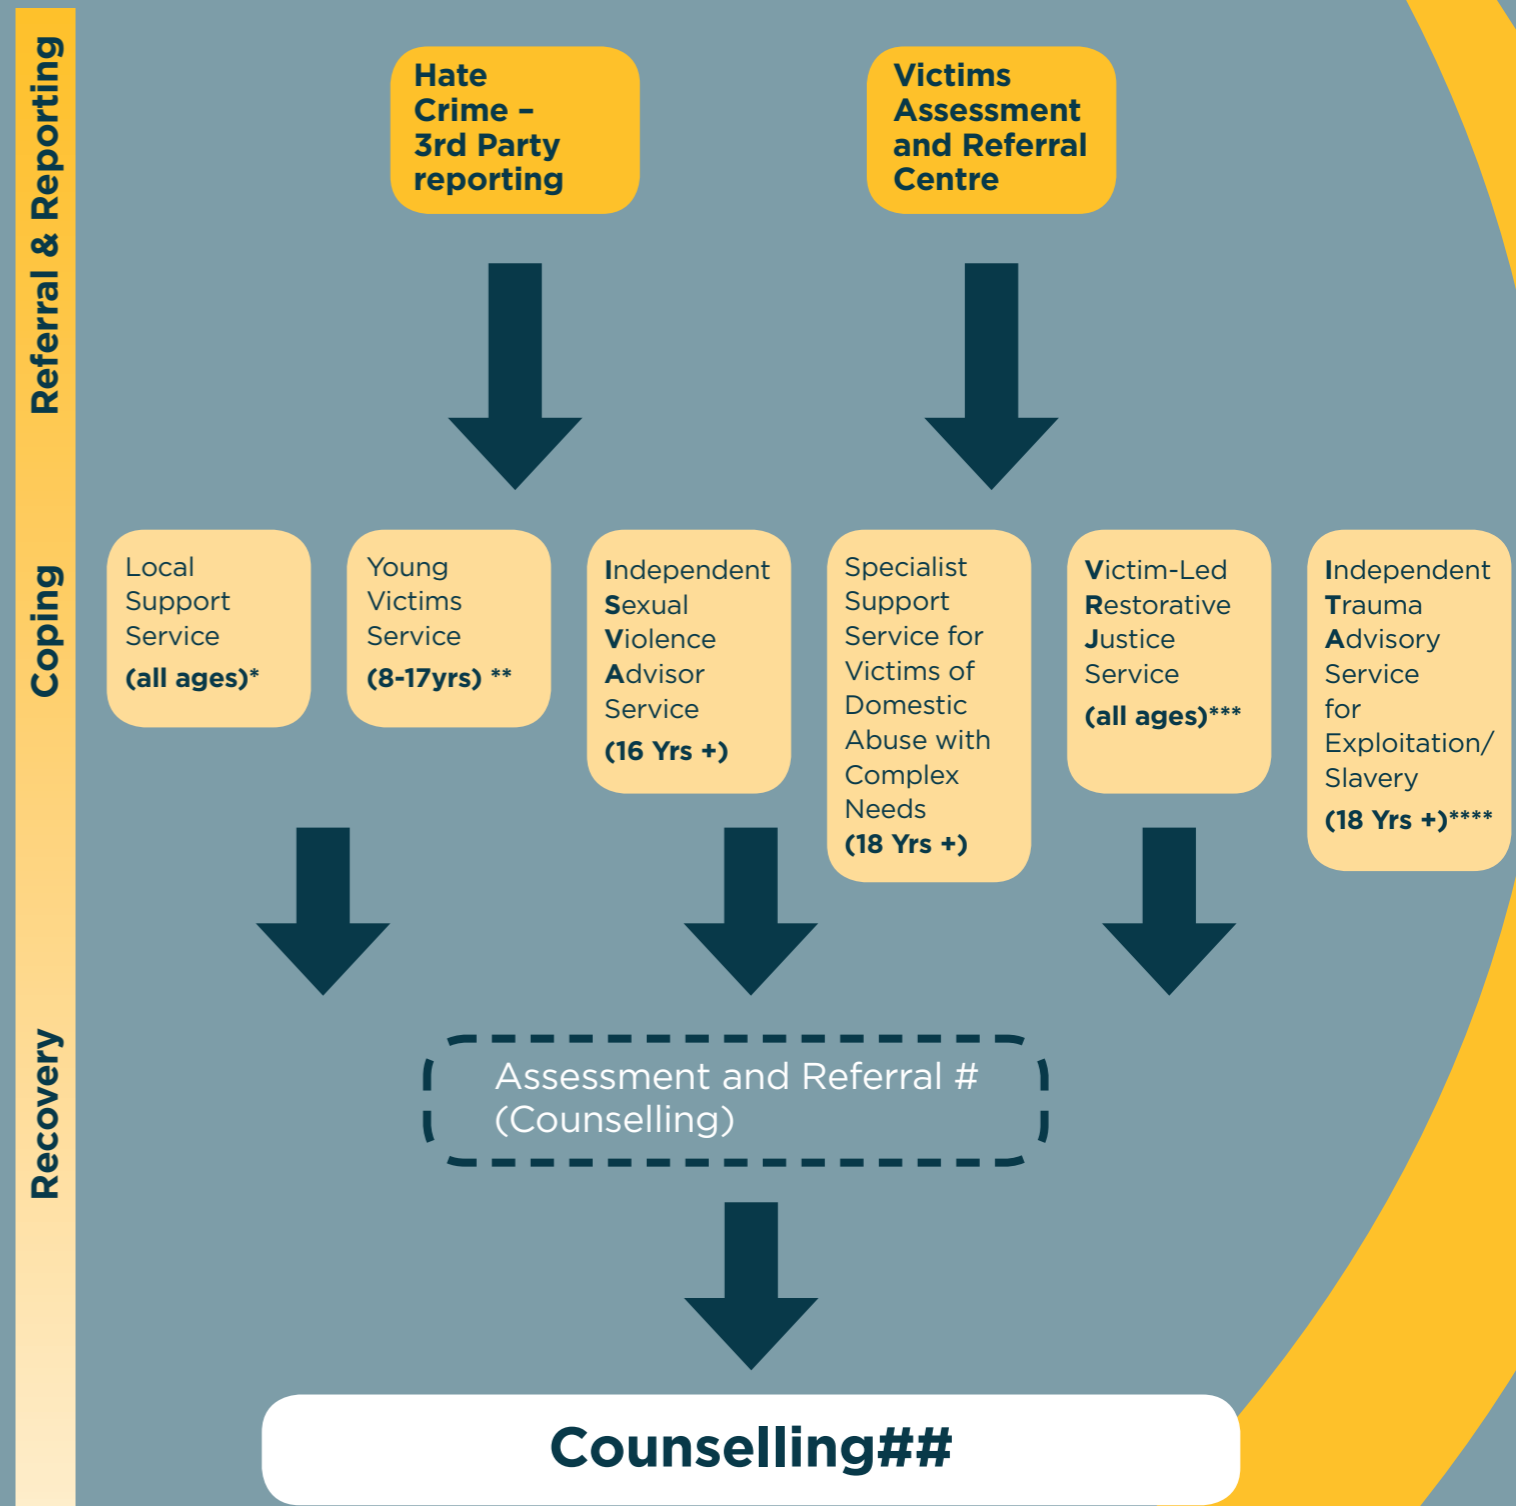 Referral & Reporting
Hate
Crime –
3rd Party
reporting
Victims
Assessment
and Referral
Centre
Coping
Local
Support
Service
(all ages)*
Young
Victims
Service
(8-17yrs) **
Independent
Sexual
Violence
Advisor
Service
(16 Yrs +)
Specialist
Support
Service for
Victims of
Domestic
Abuse with
Complex
Needs
(18 Yrs +)
Victim-Led
Restorative
Justice
Service
(all ages)***
Independent
Trauma
Advisory
Service
for
Exploitation/
Slavery
(18 Yrs +)****
Recovery
Assessment and Referral #
(Counselling)
Counselling##